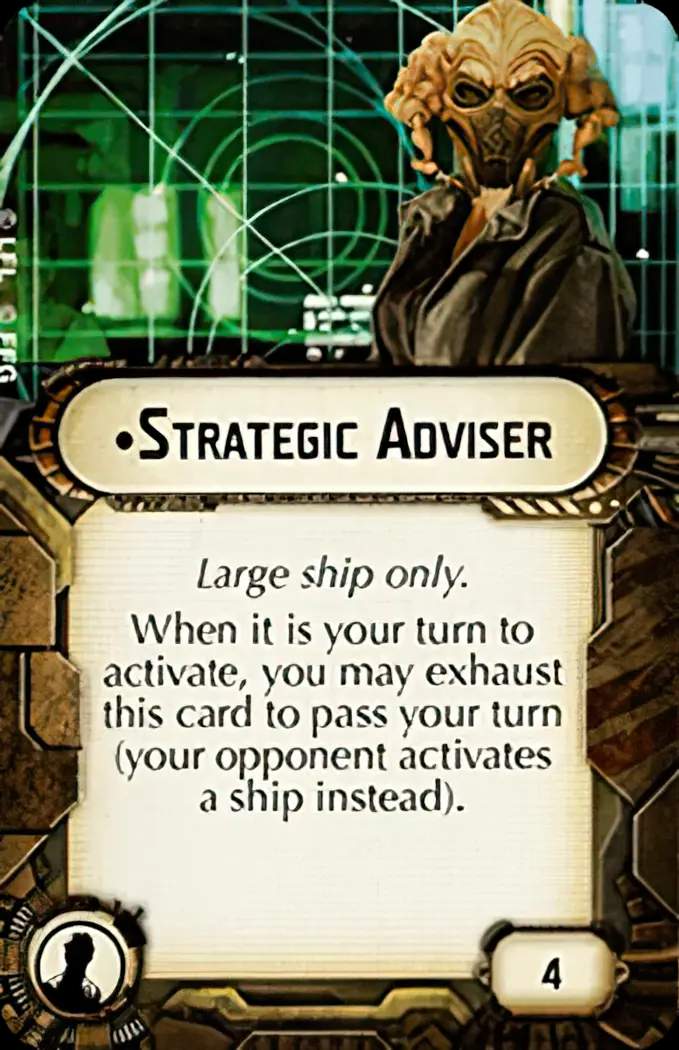 •Strategic Adviser
Large ship only.
When it is your turn to
activate, you may exhaust
this card to pass your turn
(your opponent activates
a ship instead).
4